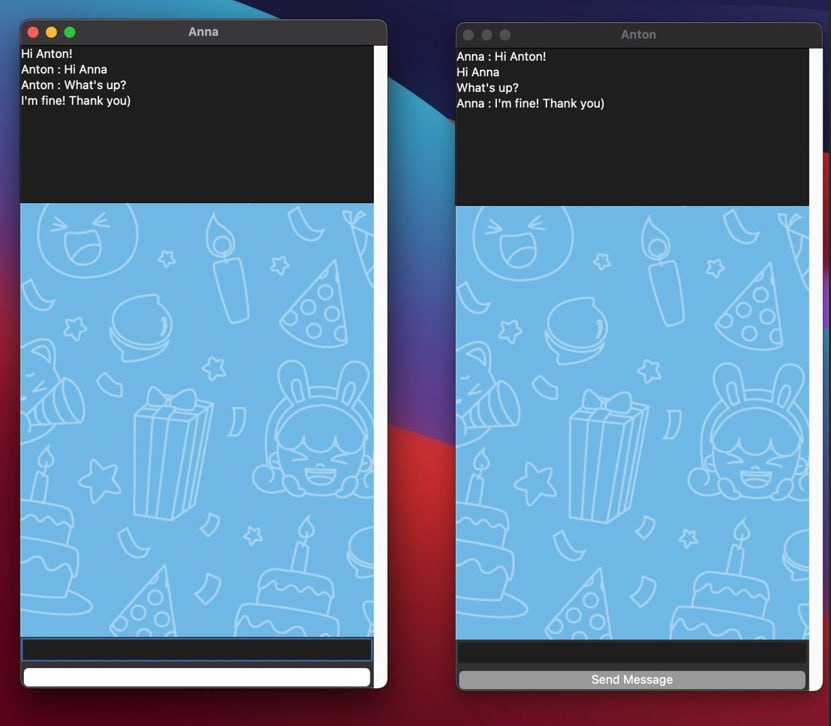 Anna
Hi Anton!
Anton : Hi Anna
Anton : What's up?
I'm fine! Thank you)
Anton
Anna : Hi Anton!
Hi Anna
What's up?
Anna : I'm fine! Thank you)
Send Message